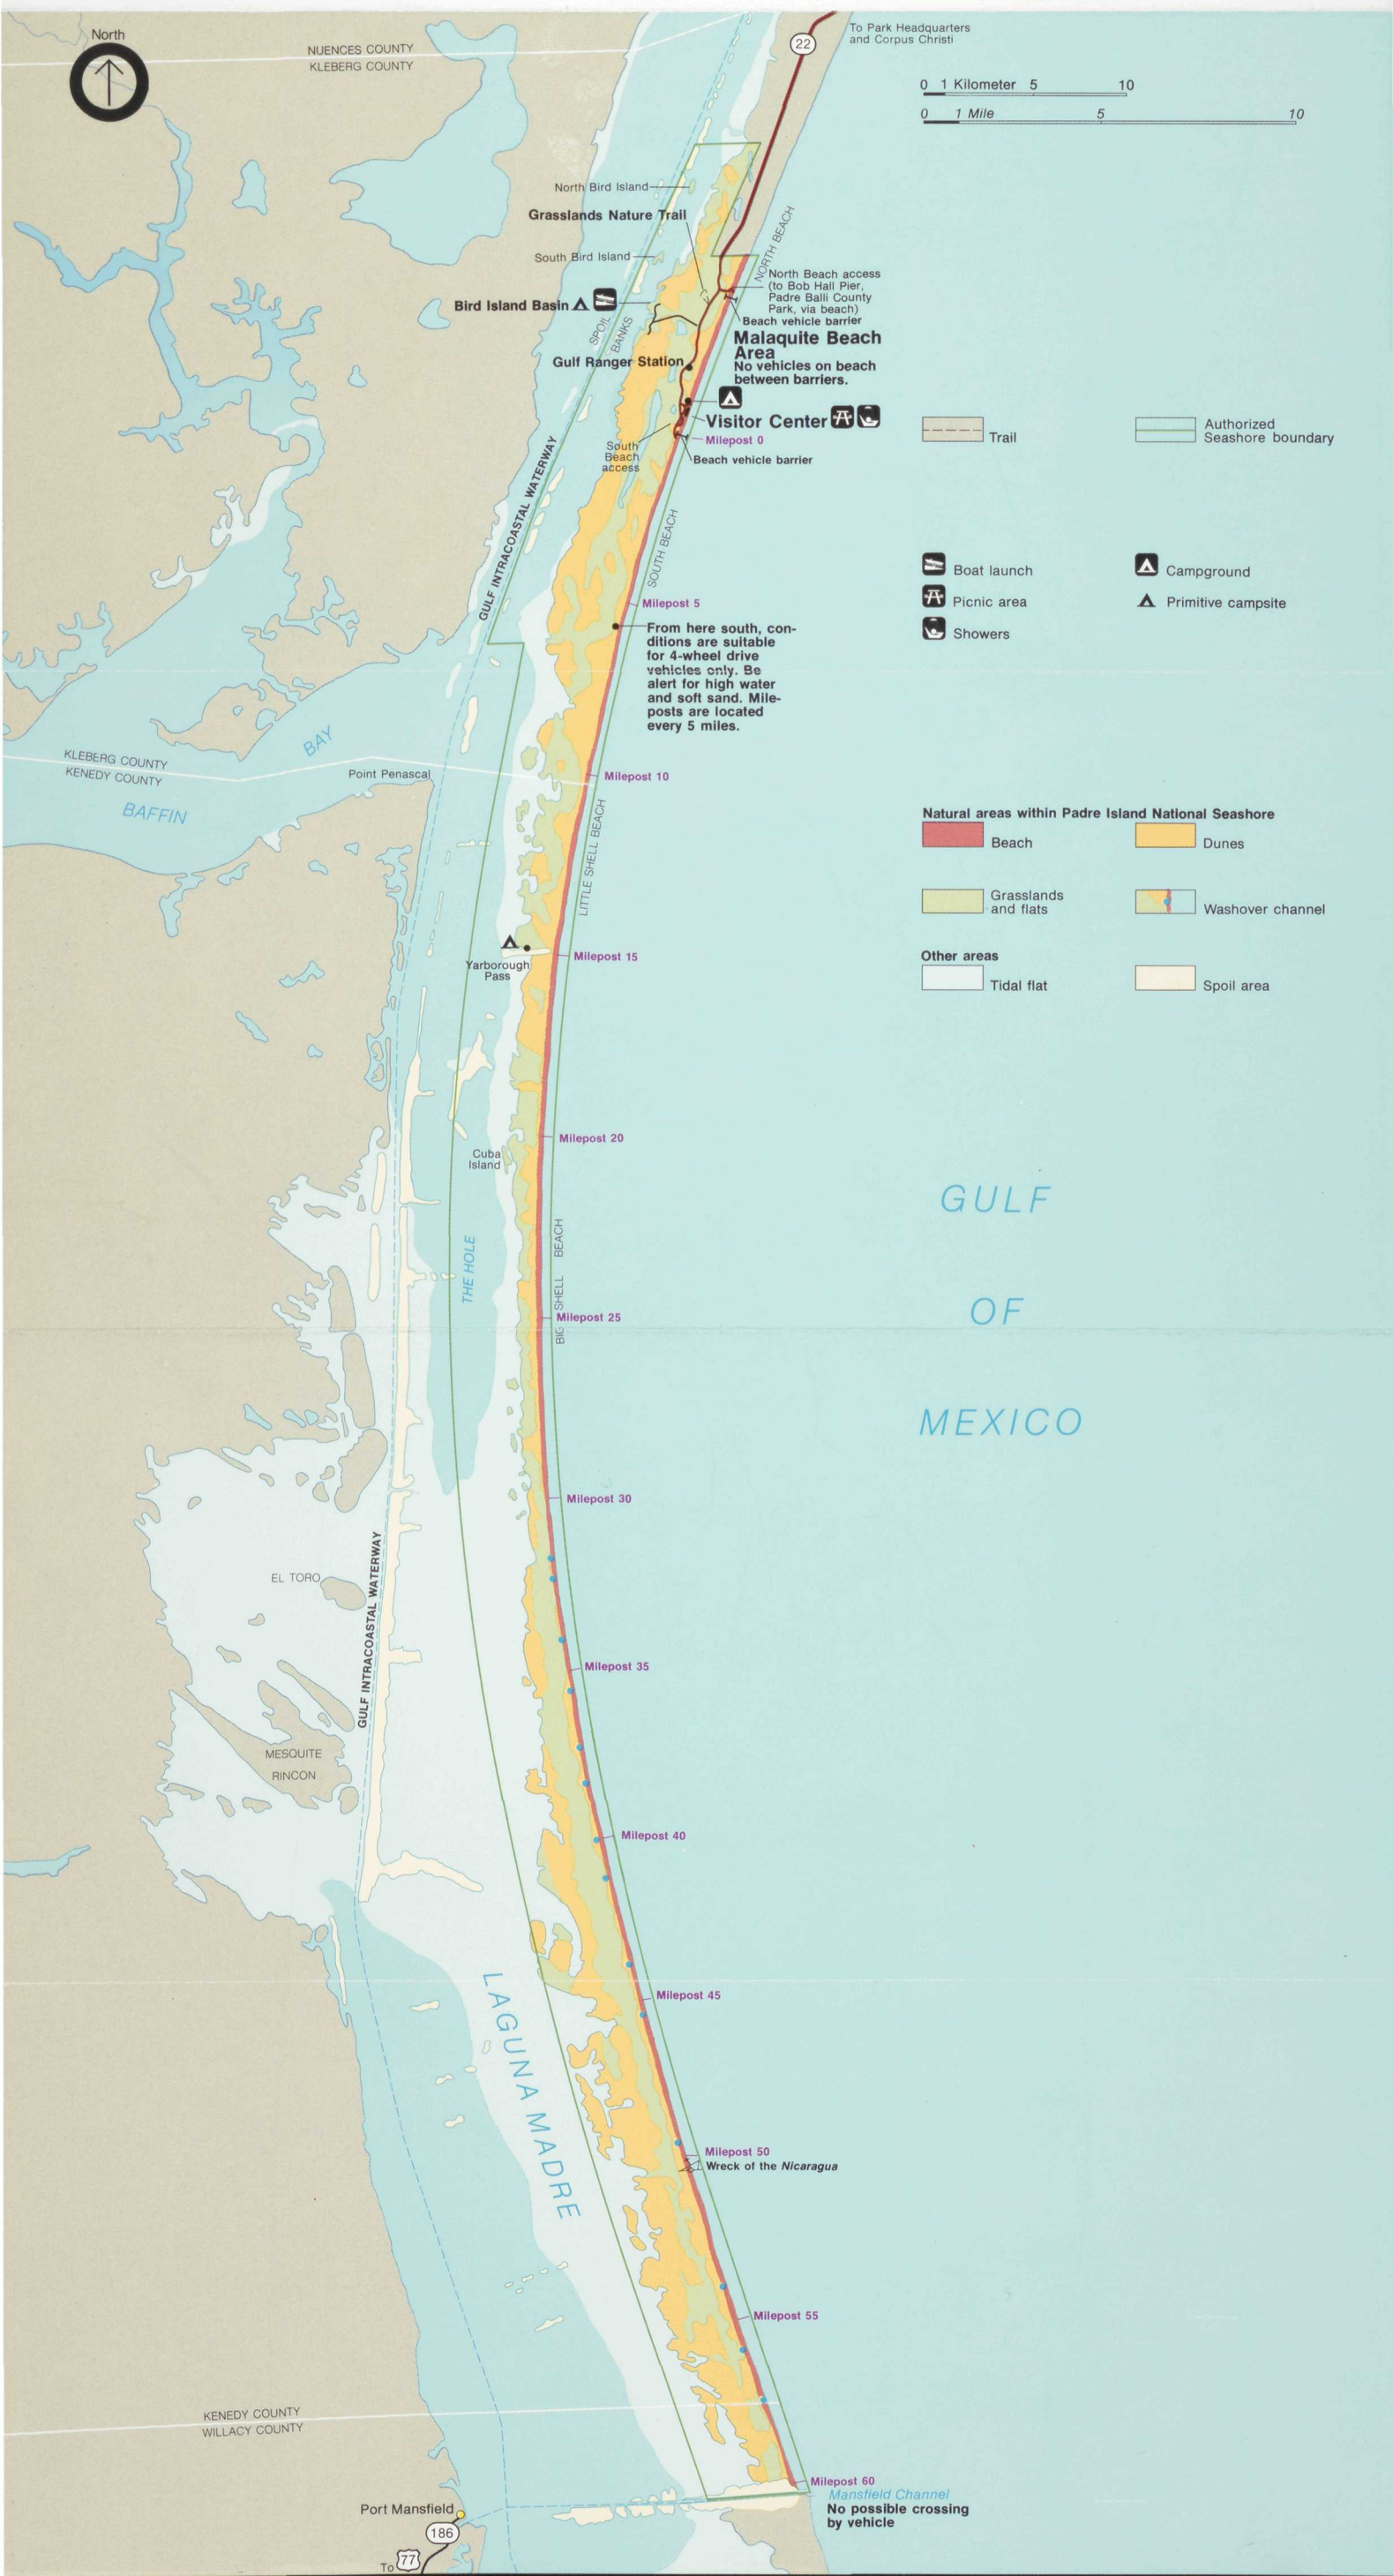 North
NUENCES COUNTY
KLEBERG COUNTY
22
To Park Headquarters
and Corpus Christi
0 1 Kilometer 5 10
0 1 Mile 5 10
North Bird Island
Grasslands Nature Trail
South Bird Island
NORTH BEACH
North Beach access
(to Bob Hall Pier,
Padre Balli County
Park, via beach)
Beach vehicle barrier
Bird Island Basin
SPOIL
BANKS
Malaquite Beach
Area
No vehicles on beach
between barriers.
Gulf Ranger Station
Visitor Center
Milepost 0
South
Beach
access
Beach vehicle barrier
Trail
Authorized
Seashore boundary
GULF INTRACOASTAL WATERWAY
SOUTH BEACH
Boat launch
Campground
Picnic area
Primitive campsite
Showers
Milepost 5
From here south, con-
ditions are suitable
for 4-wheel drive
vehicles only. Be
alert for high water
and soft sand. Mile-
posts are located
every 5 miles.
KLEBERG COUNTY
KENEDY COUNTY
BAY
BAFFIN
Point Penascal
Milepost 10
LITTLE SHELL BEACH
Natural areas within Padre Island National Seashore
Beach
Dunes
Grasslands
and flats
Washover channel
Other areas
Tidal flat
Spoil area
Yarborough
Pass
Milepost 15
Milepost 20
Cuba
Island
THE HOLE
BIG SHELL BEACH
Milepost 25
GULF
OF
MEXICO
Milepost 30
EL TORO
GULF INTRACOASTAL WATERWAY
Milepost 35
MESQUITE
RINCON
Milepost 40
LAGUNA MADRE
Milepost 45
Milepost 50
Wreck of the Nicaragua
Milepost 55
KENEDY COUNTY
WILLACY COUNTY
Milepost 60
Mansfield Channel
No possible crossing
by vehicle
Port Mansfield
186
To 77